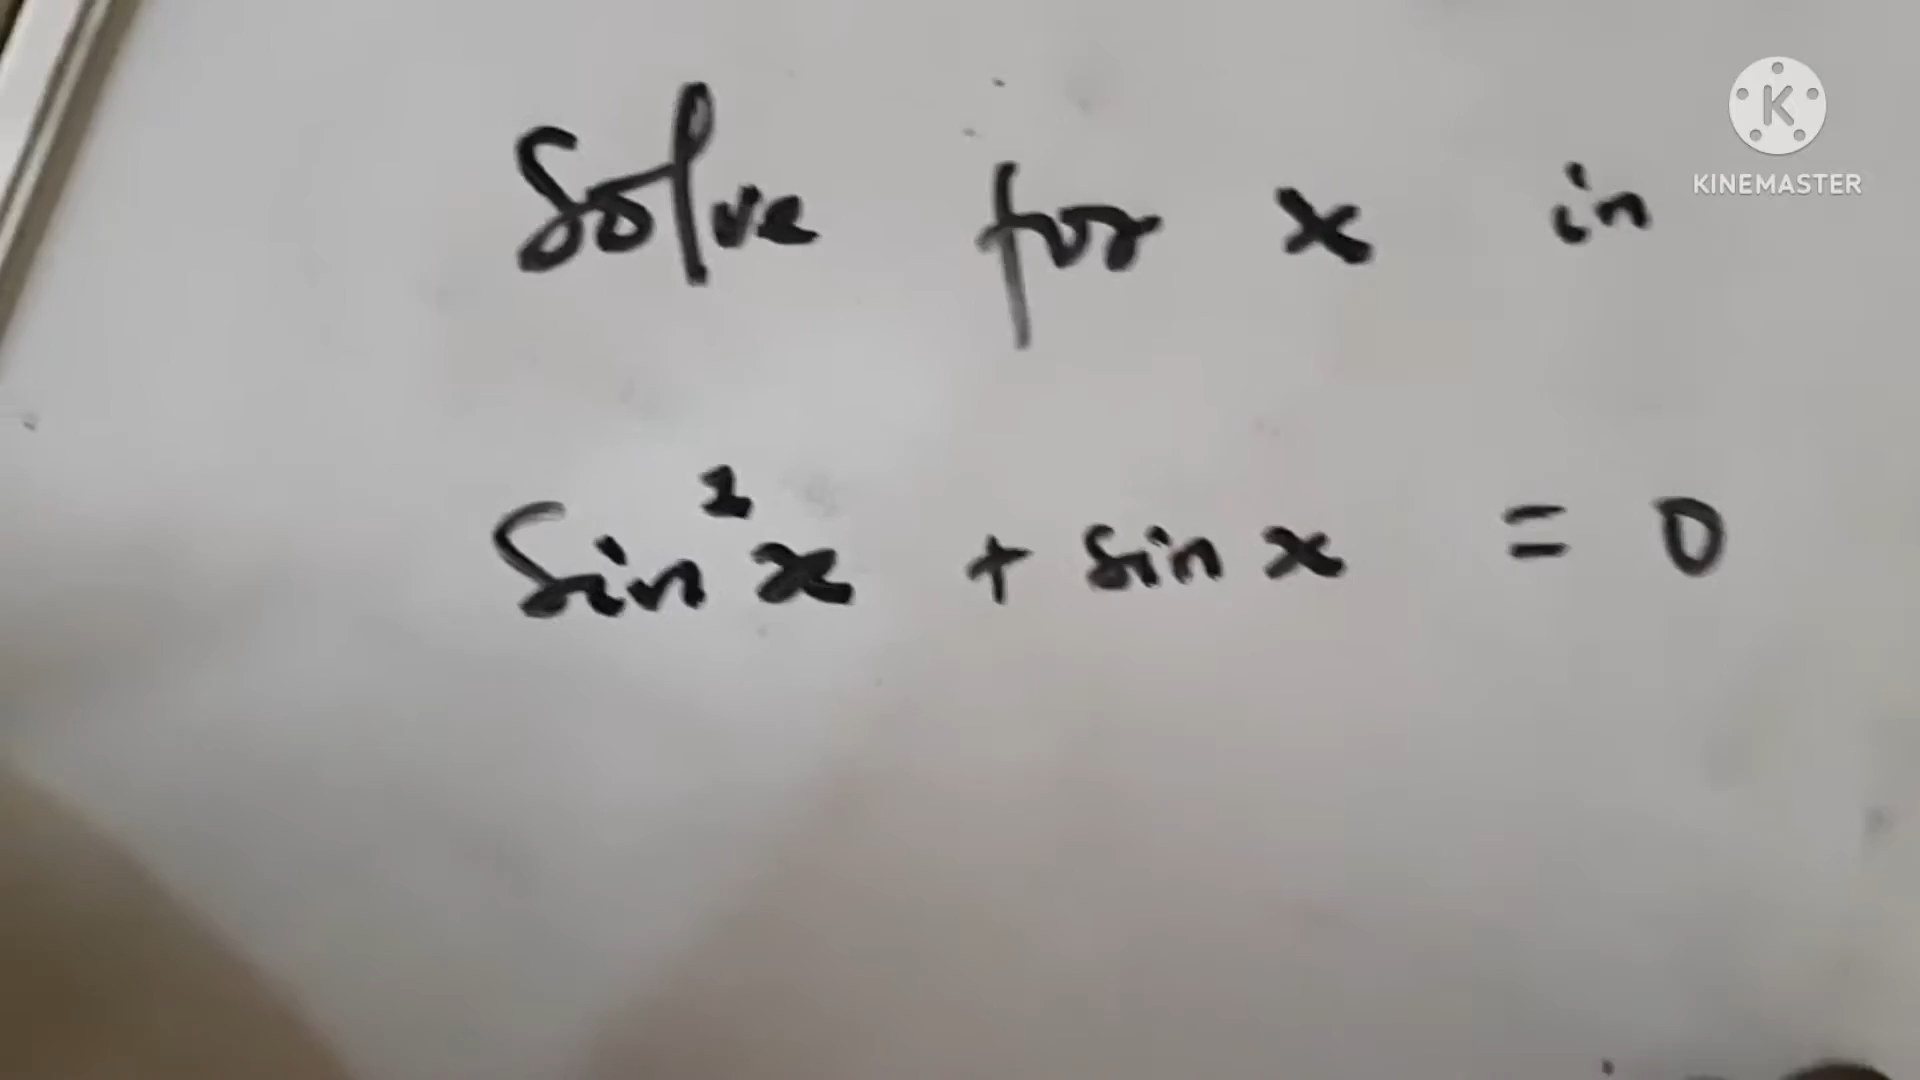 Solve for x in
KINEMASTER
Sin²x + sin x = 0